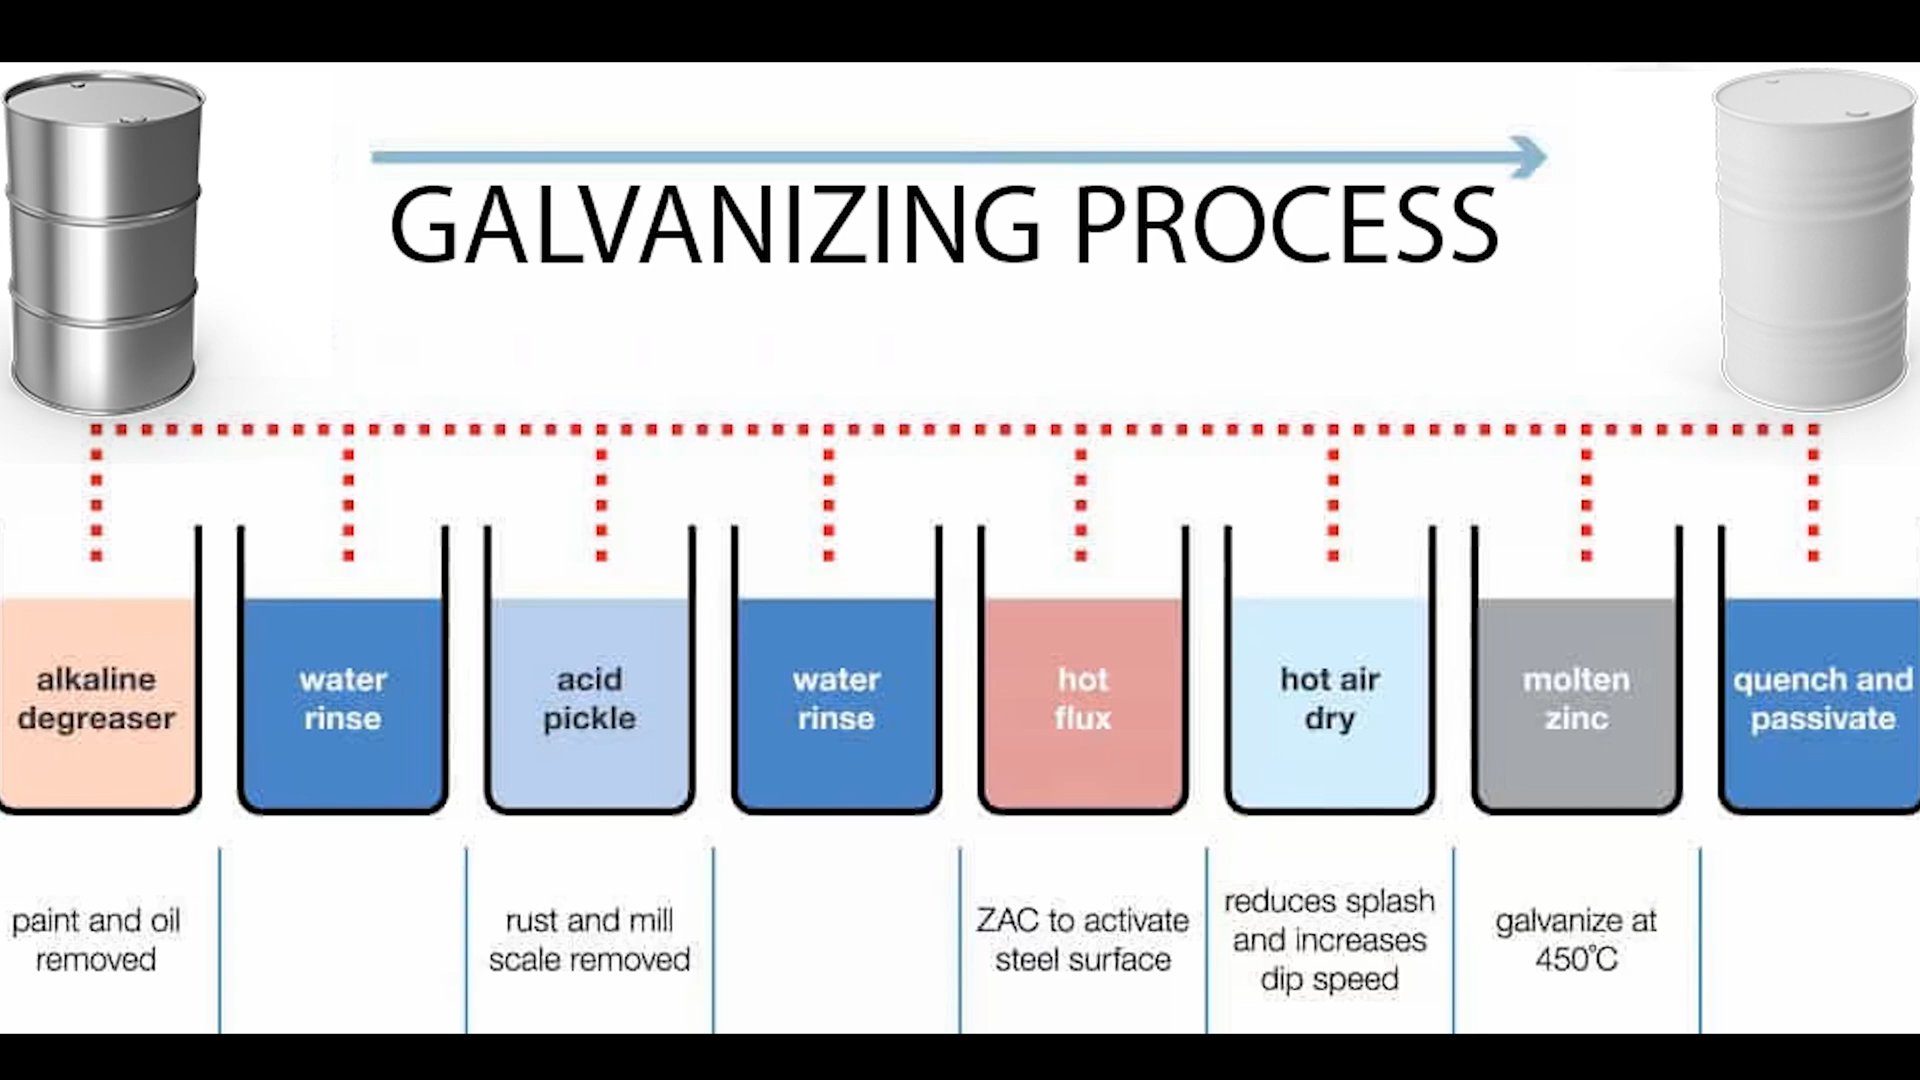 GALVANIZING PROCESS
alkaline
degreaser
water
rinse
acid
pickle
water
rinse
hot
flux
hot air
dry
molten
zinc
quench and
passivate
paint and oil
removed
rust and mill
scale removed
ZAC to activate
steel surface
reduces splash
and increases
dip speed
galvanize at
450°C